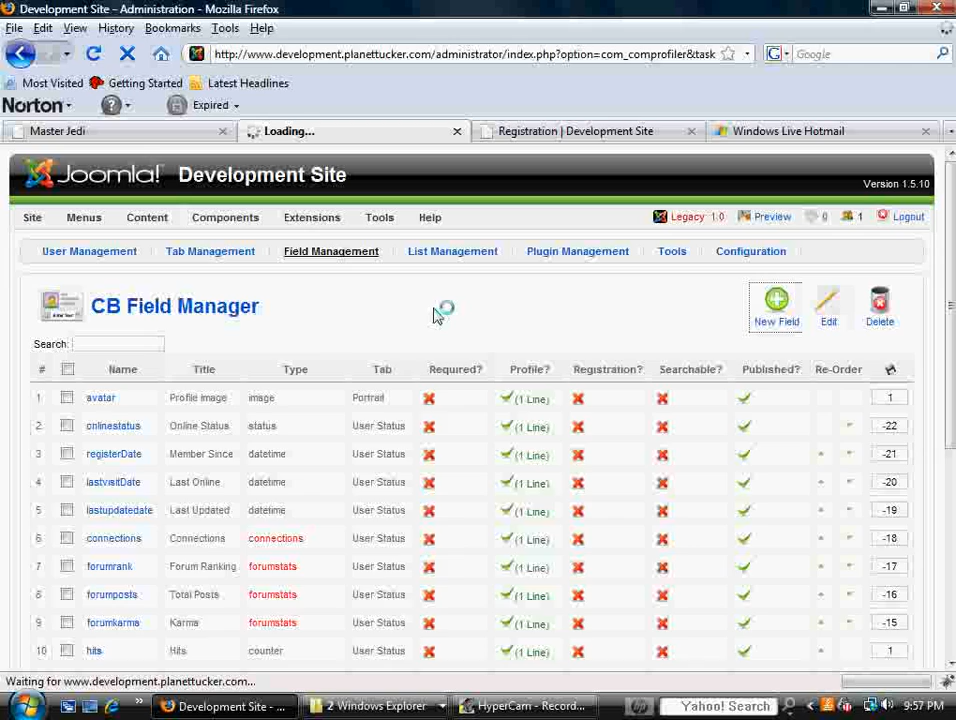 Development Site - Administration - Mozilla Firefox
File Edit View History Bookmarks Tools Help
http://www.development.planettucker.com/administrator/index.php?option=com_comprofiler&task
Google
Most Visited Getting Started Latest Headlines
Norton Expired
Master Jedi Loading... Registration | Development Site Windows Live Hotmail
Joomla! Development Site
Version 1.5.10
Site Menus Content Components Extensions Tools Help Legacy: 1.0 Preview 0 1 Logout
User Management Tab Management Field Management List Management Plugin Management Tools Configuration
CB Field Manager
New Field Edit Delete
Search:
# Name Title Type Tab Required? Profile? Registration? Searchable? Published? Re-Order
1 avatar Profile Image image Portrait (1 Line) 1
2 onlinestatus Online Status status User Status (1 Line) -22
3 registerDate Member Since datetime User Status (1 Line) -21
4 lastvisitDate Last Online datetime User Status (1 Line) -20
5 lastupdatedate Last Updated datetime User Status (1 Line) -19
6 connections Connections connections User Status (1 Line) -18
7 forumrank Forum Ranking forumstats User Status (1 Line) -17
8 forumposts Total Posts forumstats User Status (1 Line) -16
9 forumkarma Karma forumstats User Status (1 Line) -15
10 hits Hits counter User Status (1 Line) 1
Waiting for www.development.planettucker.com...
Development Site - ... 2 Windows Explorer HyperCam - Record... Yahoo! Search 9:57 PM